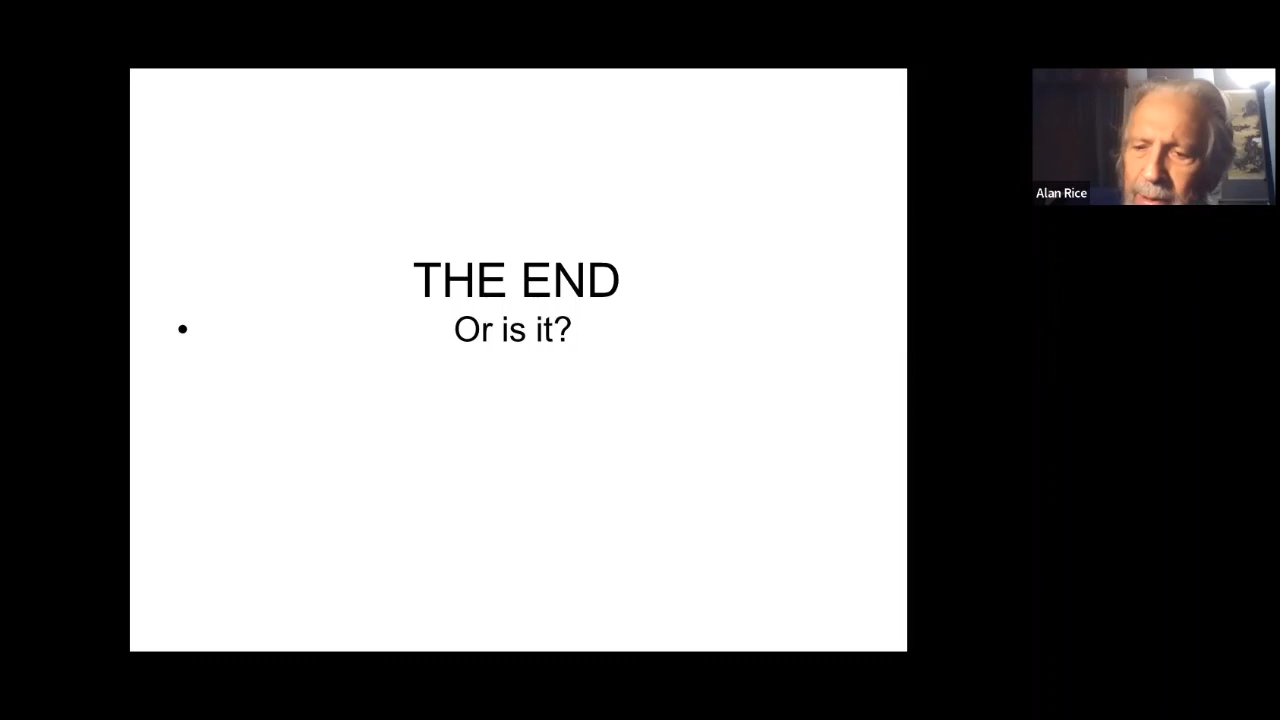 THE END
• Or is it?
Alan Rice